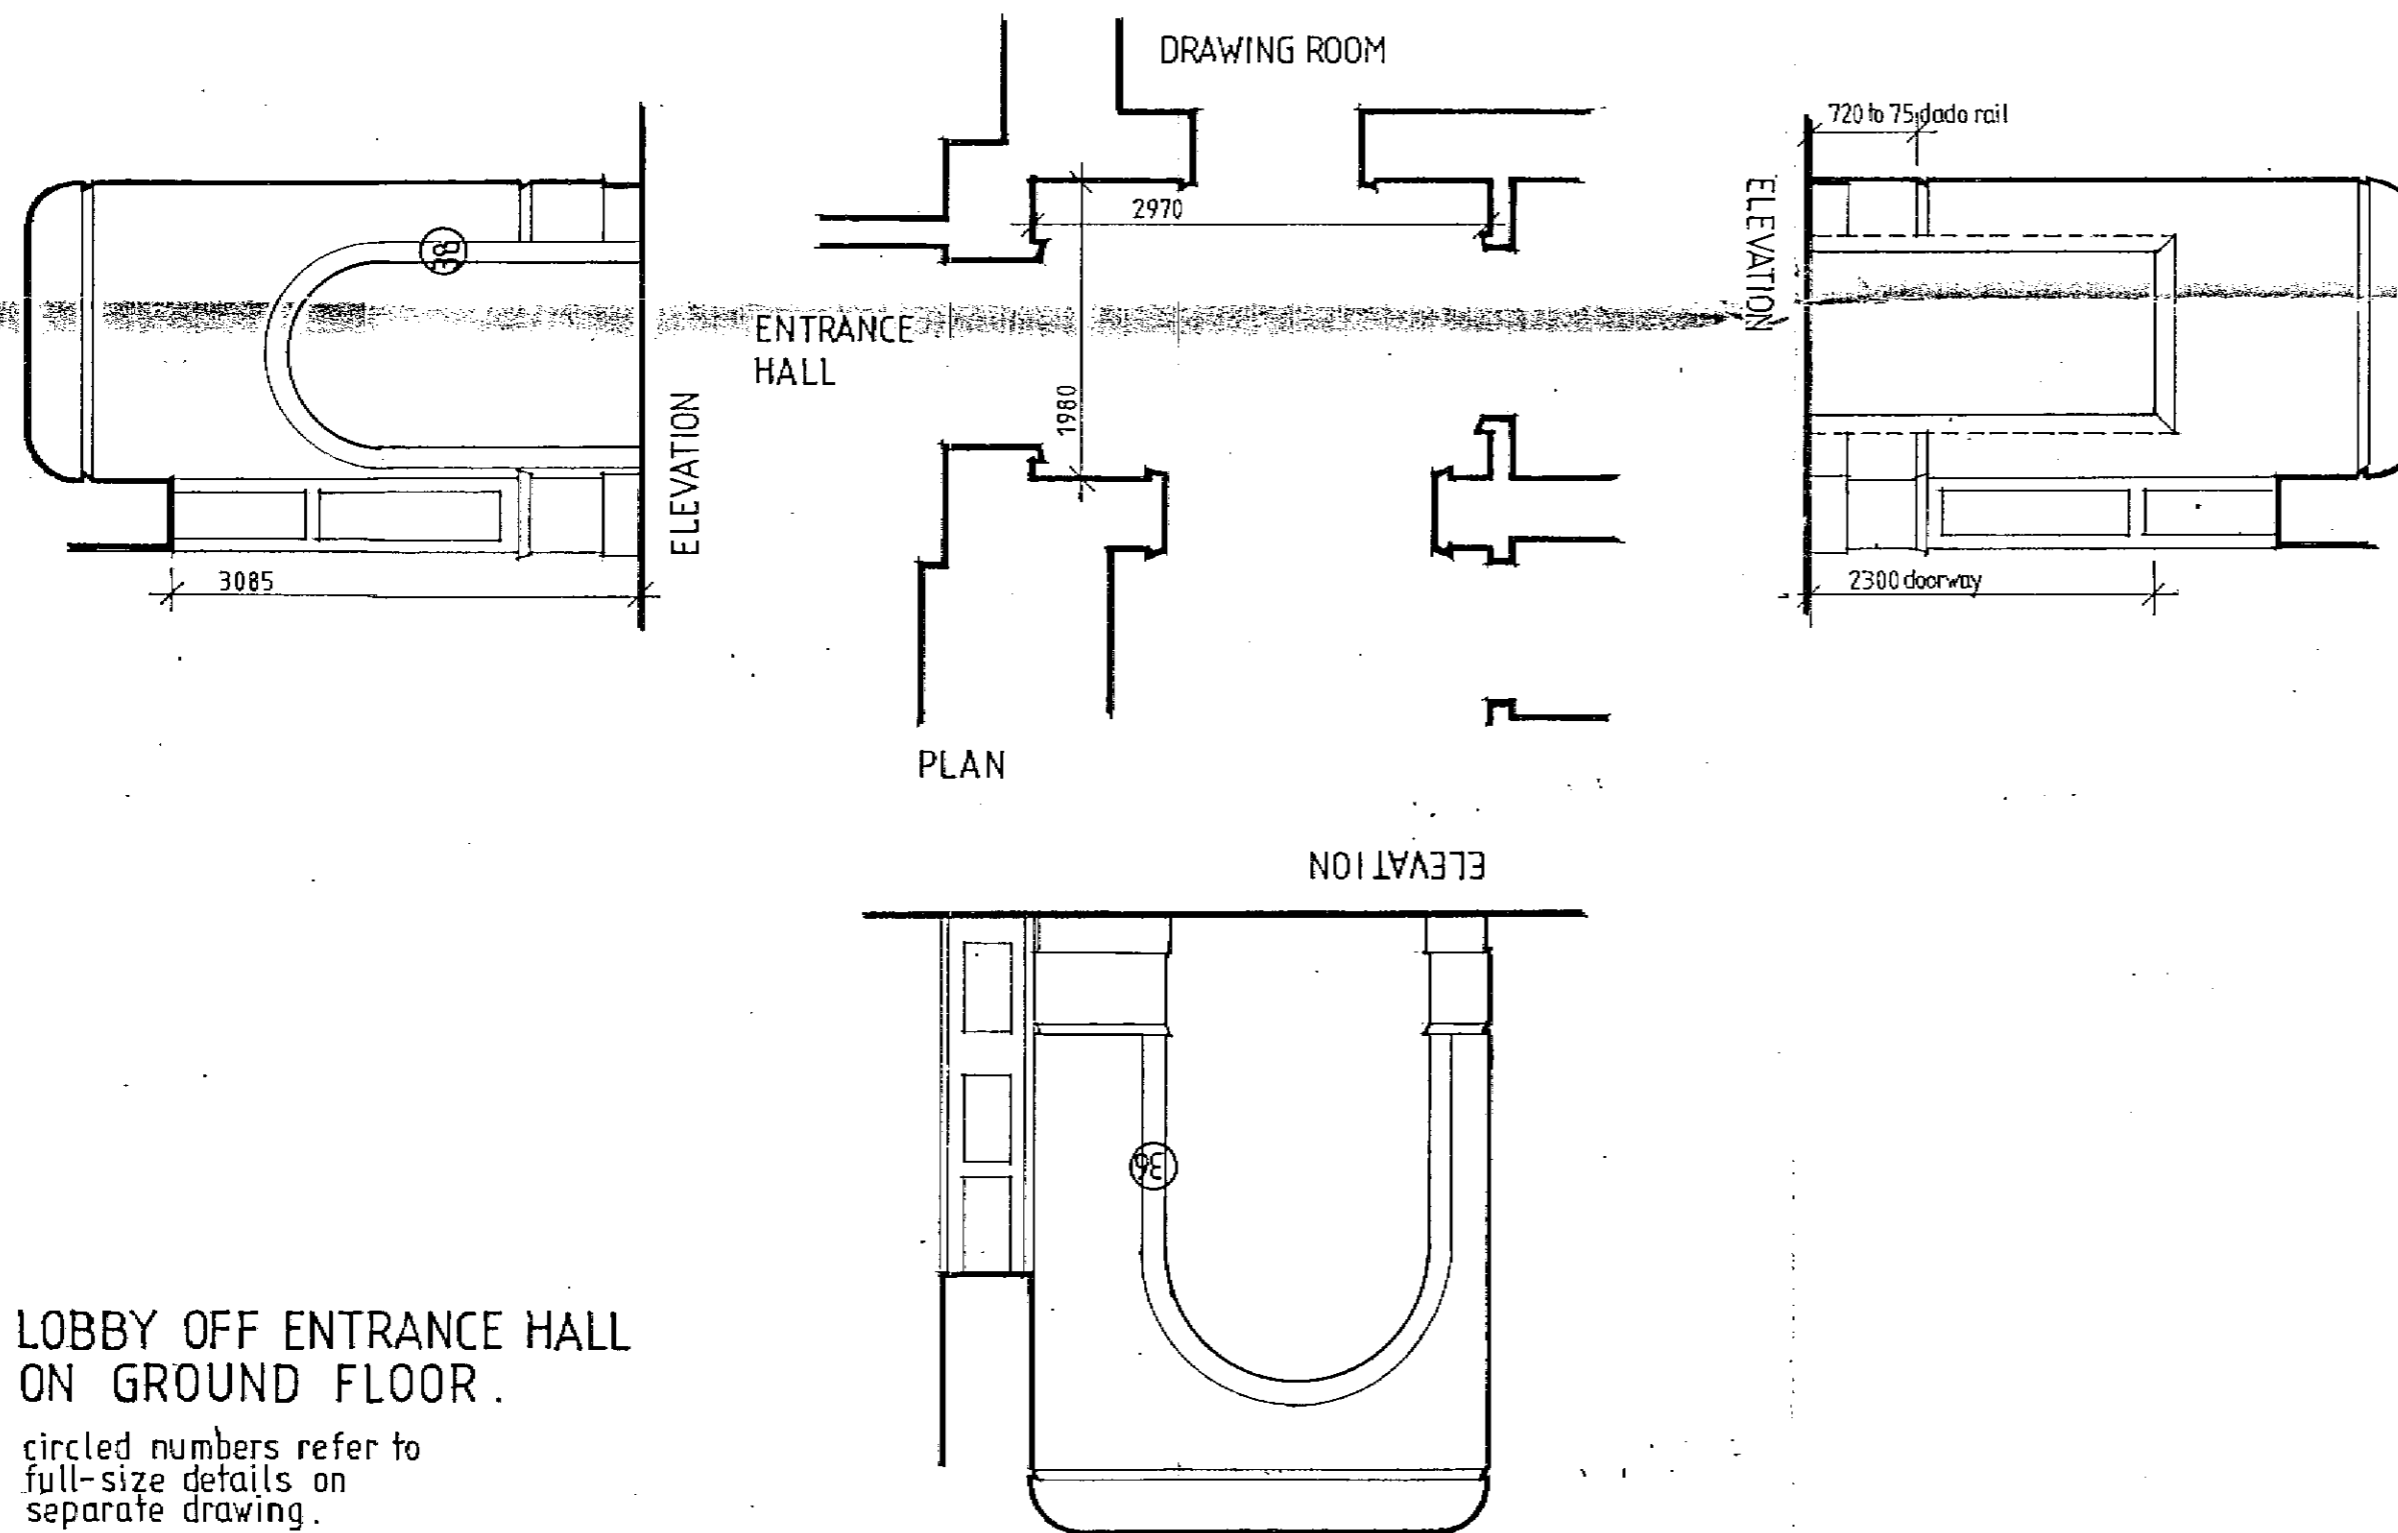 DRAWING ROOM
720 to 75 dado rail
ELEVATION
2970
38
ENTRANCE
HALL
1980
ELEVATION
3085
2300 doorway
PLAN
ELEVATION
36
LOBBY OFF ENTRANCE HALL
ON GROUND FLOOR.
circled numbers refer to
full-size details on
separate drawing.